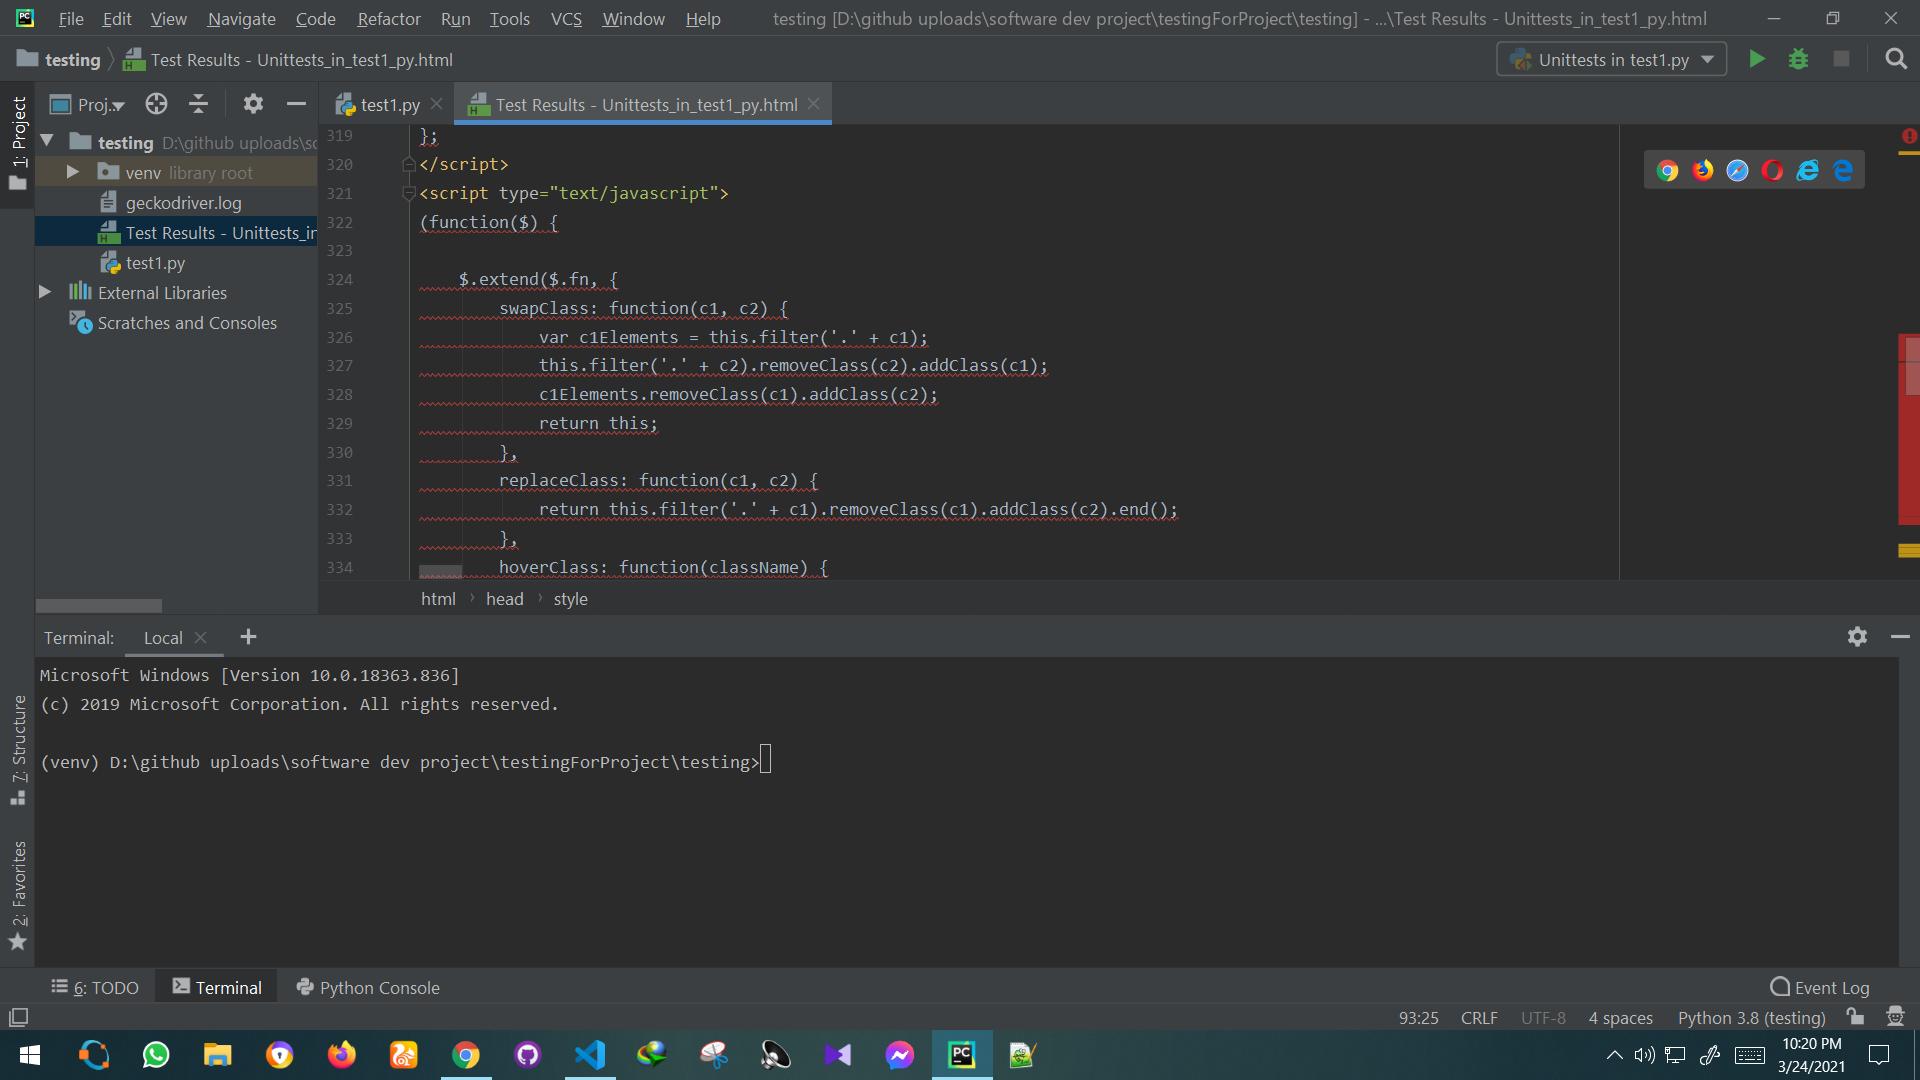 PC File Edit View Navigate Code Refactor Run Tools VCS Window Help testing [D:\github uploads\software dev project\testingForProject\testing] - ...\Test Results - Unittests_in_test1_py.html
testing Test Results - Unittests_in_test1_py.html Unittests in test1.py
1: Project
Proj...
test1.py Test Results - Unittests_in_test1_py.html
testing D:\github uploads\so
venv library root
geckodriver.log
Test Results - Unittests_in
test1.py
External Libraries
Scratches and Consoles
319 };
320 </script>
321 <script type="text/javascript">
322 (function($) {
323
324 $.extend($.fn, {
325 swapClass: function(c1, c2) {
326 var c1Elements = this.filter('.' + c1);
327 this.filter('.' + c2).removeClass(c2).addClass(c1);
328 c1Elements.removeClass(c1).addClass(c2);
329 return this;
330 },
331 replaceClass: function(c1, c2) {
332 return this.filter('.' + c1).removeClass(c1).addClass(c2).end();
333 },
334 hoverClass: function(className) {
html › head › style
Terminal: Local
Microsoft Windows [Version 10.0.18363.836]
(c) 2019 Microsoft Corporation. All rights reserved.
(venv) D:\github uploads\software dev project\testingForProject\testing>
7: Structure
2: Favorites
6: TODO Terminal Python Console Event Log
93:25 CRLF UTF-8 4 spaces Python 3.8 (testing)
PC
10:20 PM
3/24/2021